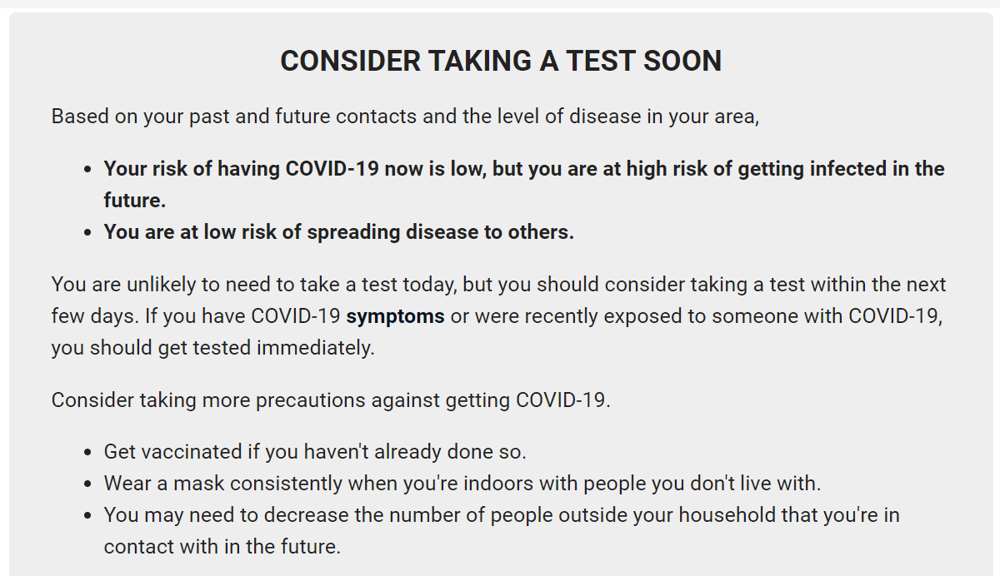 CONSIDER TAKING A TEST SOON
Based on your past and future contacts and the level of disease in your area,
• Your risk of having COVID-19 now is low, but you are at high risk of getting infected in the
future.
• You are at low risk of spreading disease to others.
You are unlikely to need to take a test today, but you should consider taking a test within the next
few days. If you have COVID-19 symptoms or were recently exposed to someone with COVID-19,
you should get tested immediately.
Consider taking more precautions against getting COVID-19.
• Get vaccinated if you haven't already done so.
• Wear a mask consistently when you're indoors with people you don't live with.
• You may need to decrease the number of people outside your household that you're in
contact with in the future.